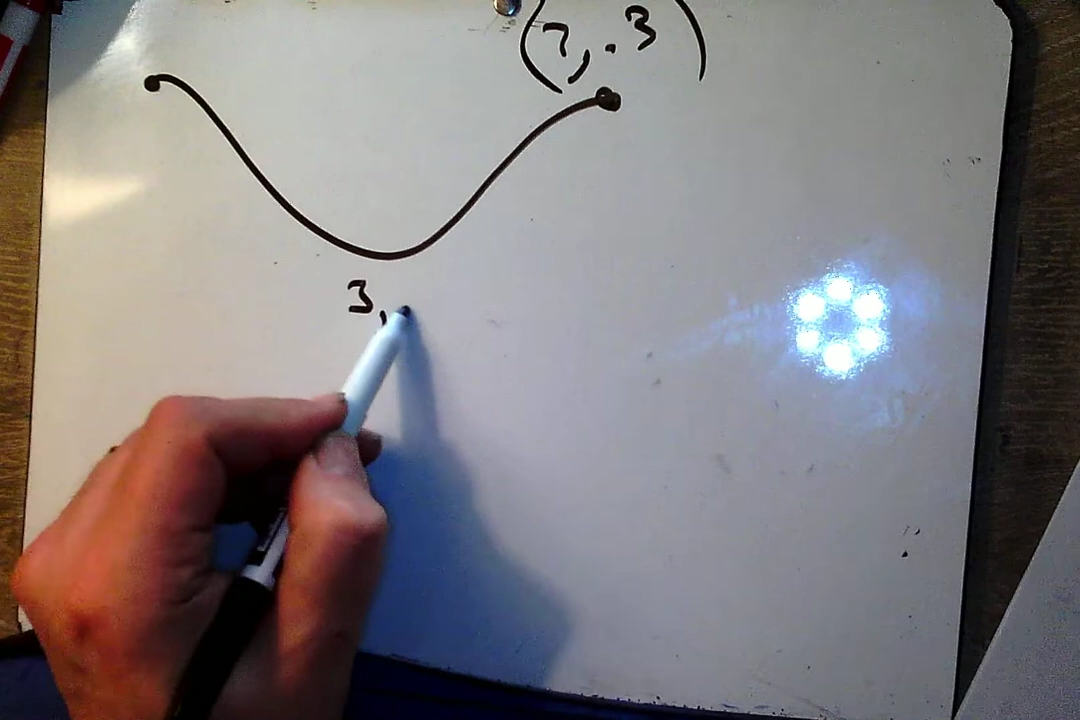 (7, . 3)
3,